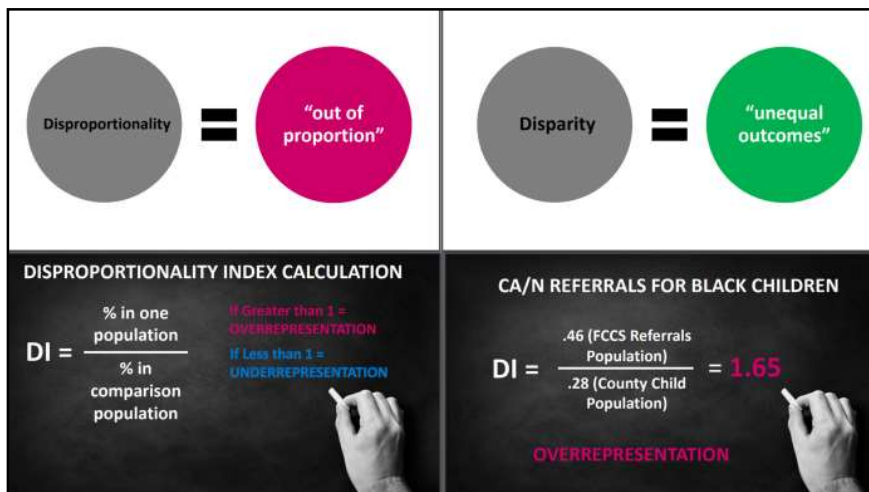 Disproportionality
=
"out of
proportion"
Disparity
=
"unequal
outcomes"
DISPROPORTIONALITY INDEX CALCULATION
DI =
% in one
population
% in
comparison
population
If Greater than 1 =
OVERREPRESENTATION
If Less than 1 =
UNDERREPRESENTATION
CA/N REFERRALS FOR BLACK CHILDREN
DI =
.46 (FCCS Referrals
Population)
.28 (County Child
Population)
= 1.65
OVERREPRESENTATION